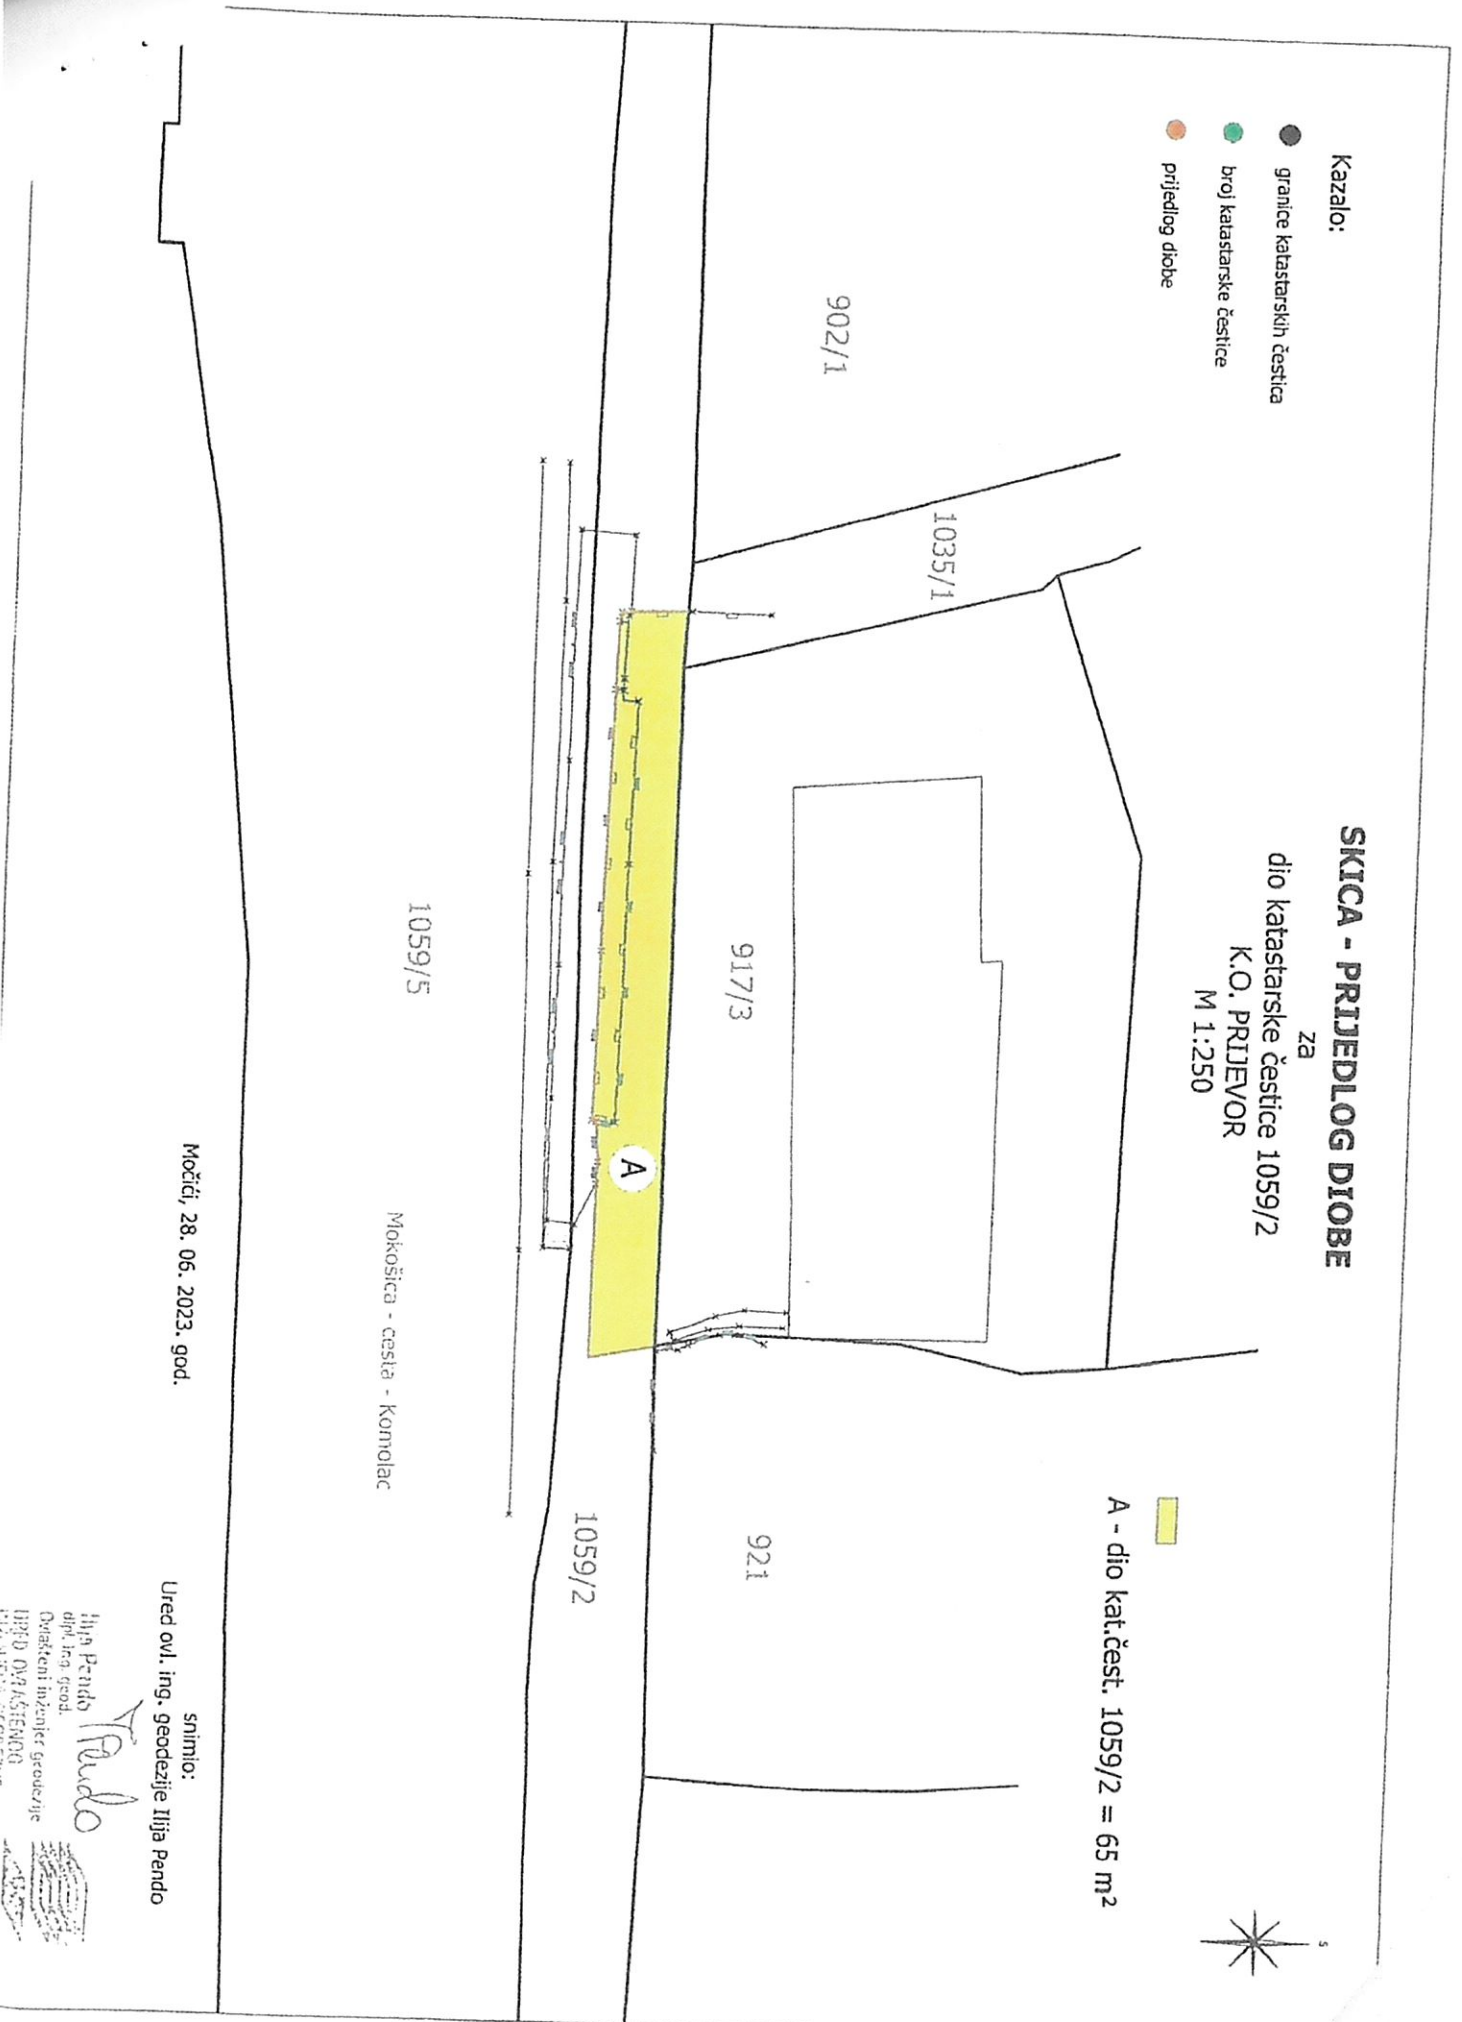 SKICA - PRIJEDLOG DIOBE
za
dio katastarske čestice 1059/2
K.O. PRIJEVOR
M 1:250
Kazalo:
granice katastarskih čestica
broj katastarske čestice
prijedlog diobe
A - dio kat.čest. 1059/2 = 65 m²
S
902/1
1035/1
917/3
921
A
1059/2
1059/5
Mokošica - cesta - Komolac
Močići, 28. 06. 2023. god.
snimio:
Ured ovl. ing. geodezije Ilija Pendo
Ilija Pendo
dipl. ing. geod.
Ovlašteni inženjer geodezije
URED OVLAŠTENOG